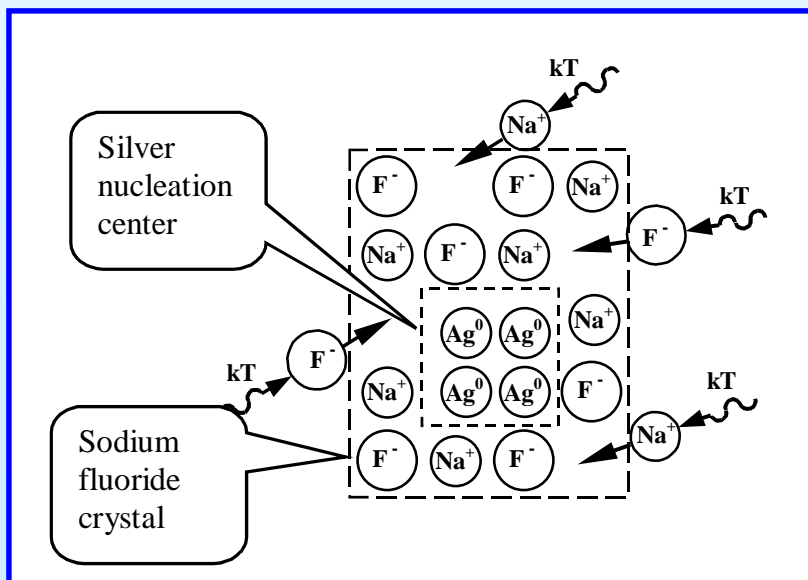 kT
Na⁺
Silver
nucleation
center
F⁻ F⁻ Na⁺
kT
Na⁺ F⁻ Na⁺
F⁻
Ag⁰ Ag⁰ Na⁺
F⁻
kT
Na⁺ Ag⁰ Ag⁰ F⁻
kT
Sodium
fluoride
crystal
F⁻ Na⁺ F⁻
Na⁺